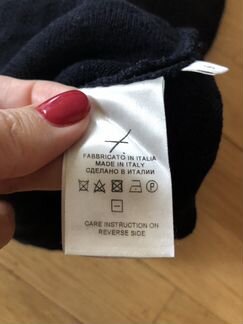 FABBRICATO IN ITALIA
MADE IN ITALY
СДЕЛАНО В ИТАЛИИ
P
CARE INSTRUCTION ON
REVERSE SIDE